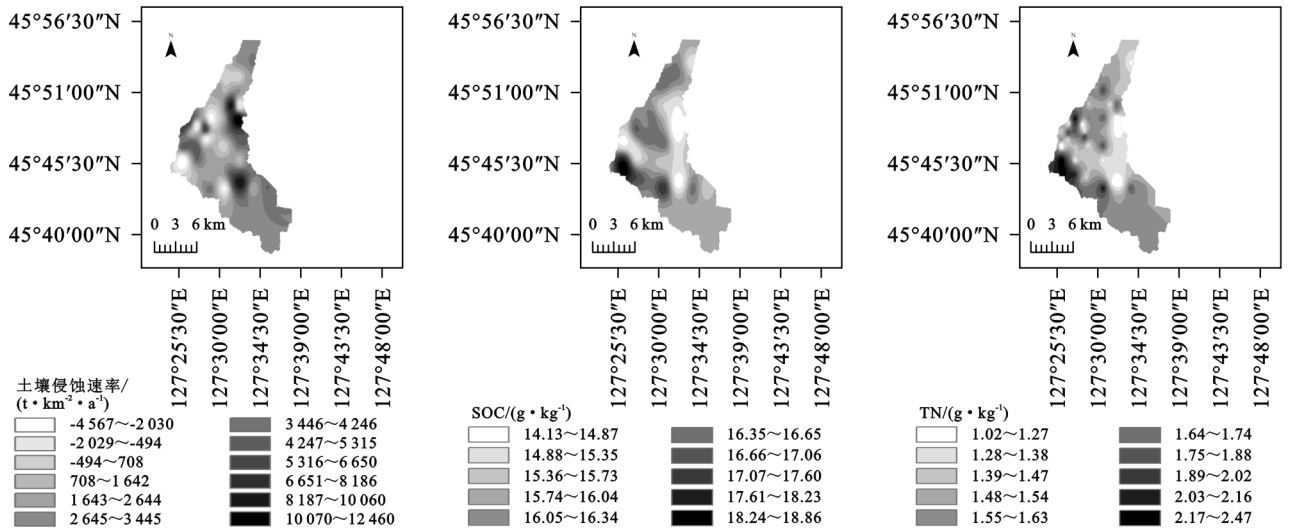 45°56′30″N
45°51′00″N
45°45′30″N
45°40′00″N
N
0 3 6 km
127°25′30″E
127°30′00″E
127°34′30″E
127°39′00″E
127°43′30″E
127°48′00″E
土壤侵蚀速率/
(t·km⁻²·a⁻¹)
-4 567～-2 030
-2 029～-494
-494～708
708～1 642
1 643～2 644
2 645～3 445
3 446～4 246
4 247～5 315
5 316～6 650
6 651～8 186
8 187～10 060
10 070～12 460
45°56′30″N
45°51′00″N
45°45′30″N
45°40′00″N
N
0 3 6 km
127°25′30″E
127°30′00″E
127°34′30″E
127°39′00″E
127°43′30″E
127°48′00″E
SOC/(g·kg⁻¹)
14.13～14.87
14.88～15.35
15.36～15.73
15.74～16.04
16.05～16.34
16.35～16.65
16.66～17.06
17.07～17.60
17.61～18.23
18.24～18.86
45°56′30″N
45°51′00″N
45°45′30″N
45°40′00″N
N
0 3 6 km
127°25′30″E
127°30′00″E
127°34′30″E
127°39′00″E
127°43′30″E
127°48′00″E
TN/(g·kg⁻¹)
1.02～1.27
1.28～1.38
1.39～1.47
1.48～1.54
1.55～1.63
1.64～1.74
1.75～1.88
1.89～2.02
2.03～2.16
2.17～2.47